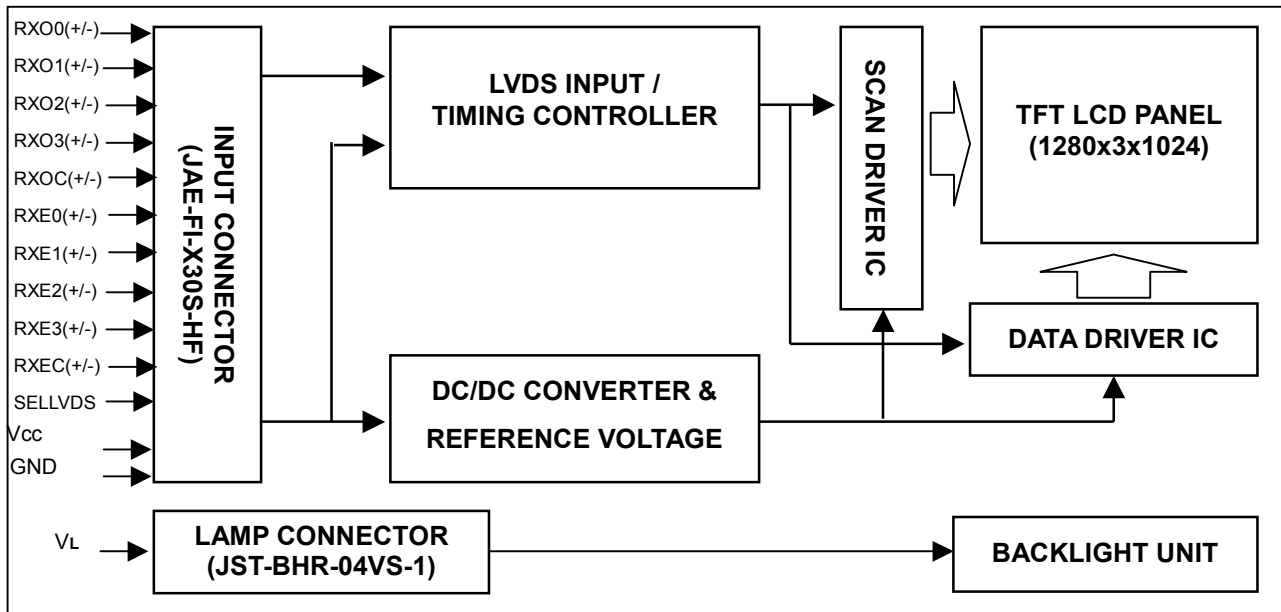 RXO0(+/-)
RXO1(+/-)
RXO2(+/-)
RXO3(+/-)
RXOC(+/-)
RXE0(+/-)
RXE1(+/-)
RXE2(+/-)
RXE3(+/-)
RXEC(+/-)
SELLVDS
Vcc
GND
VL
INPUT CONNECTOR
(JAE-FI-X30S-HF)
LVDS INPUT /
TIMING CONTROLLER
SCAN DRIVER IC
TFT LCD PANEL
(1280x3x1024)
DATA DRIVER IC
DC/DC CONVERTER &
REFERENCE VOLTAGE
LAMP CONNECTOR
(JST-BHR-04VS-1)
BACKLIGHT UNIT